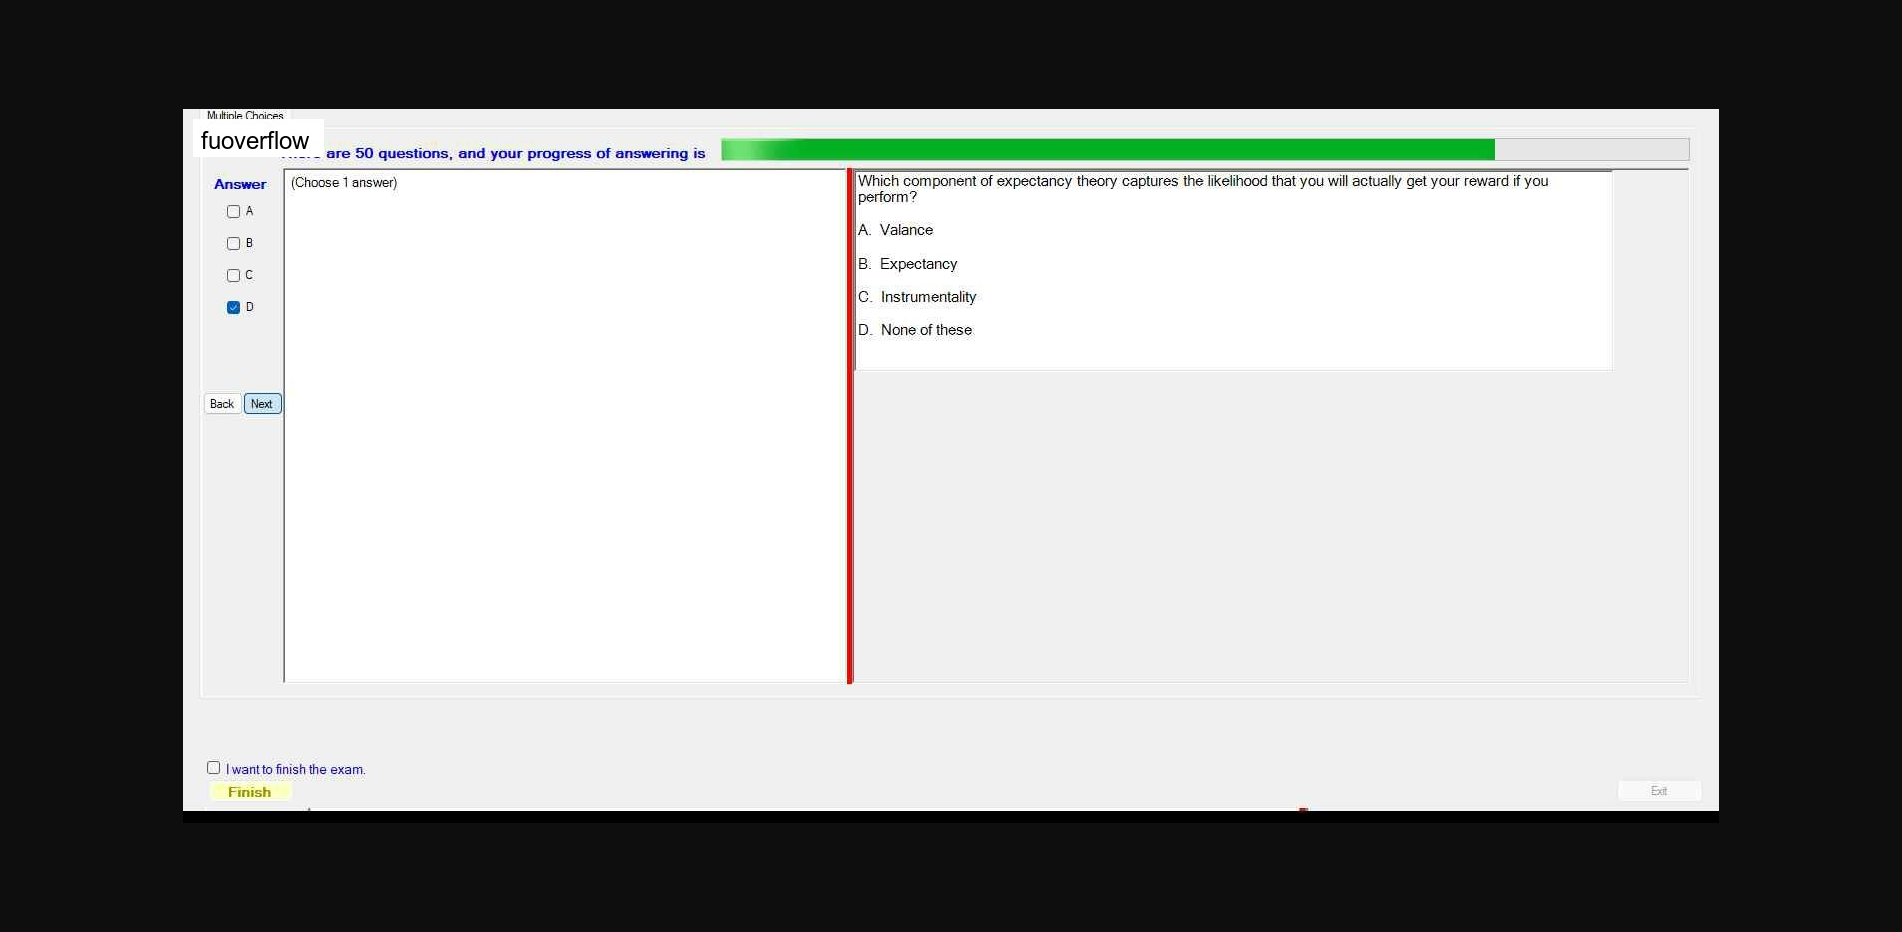 Multiple Choices
fuoverflow
are 50 questions, and your progress of answering is
Answer
(Choose 1 answer)
A
B
C
D
Back
Next
Which component of expectancy theory captures the likelihood that you will actually get your reward if you
perform?
A. Valance
B. Expectancy
C. Instrumentality
D. None of these
I want to finish the exam.
Finish
Exit